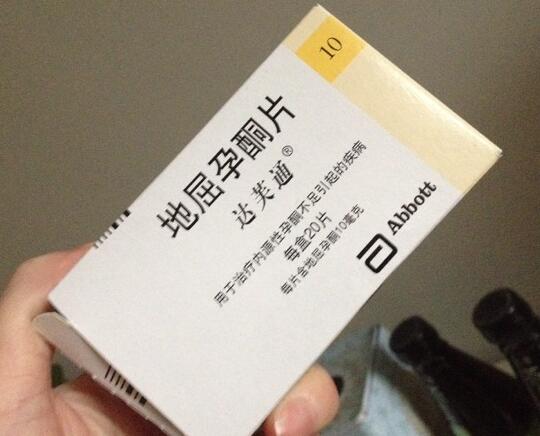 10
地屈孕酮片
达芙通®
用于治疗内源性孕酮不足引起的疾病
每盒20片
每片含地屈孕酮10毫克
Abbott